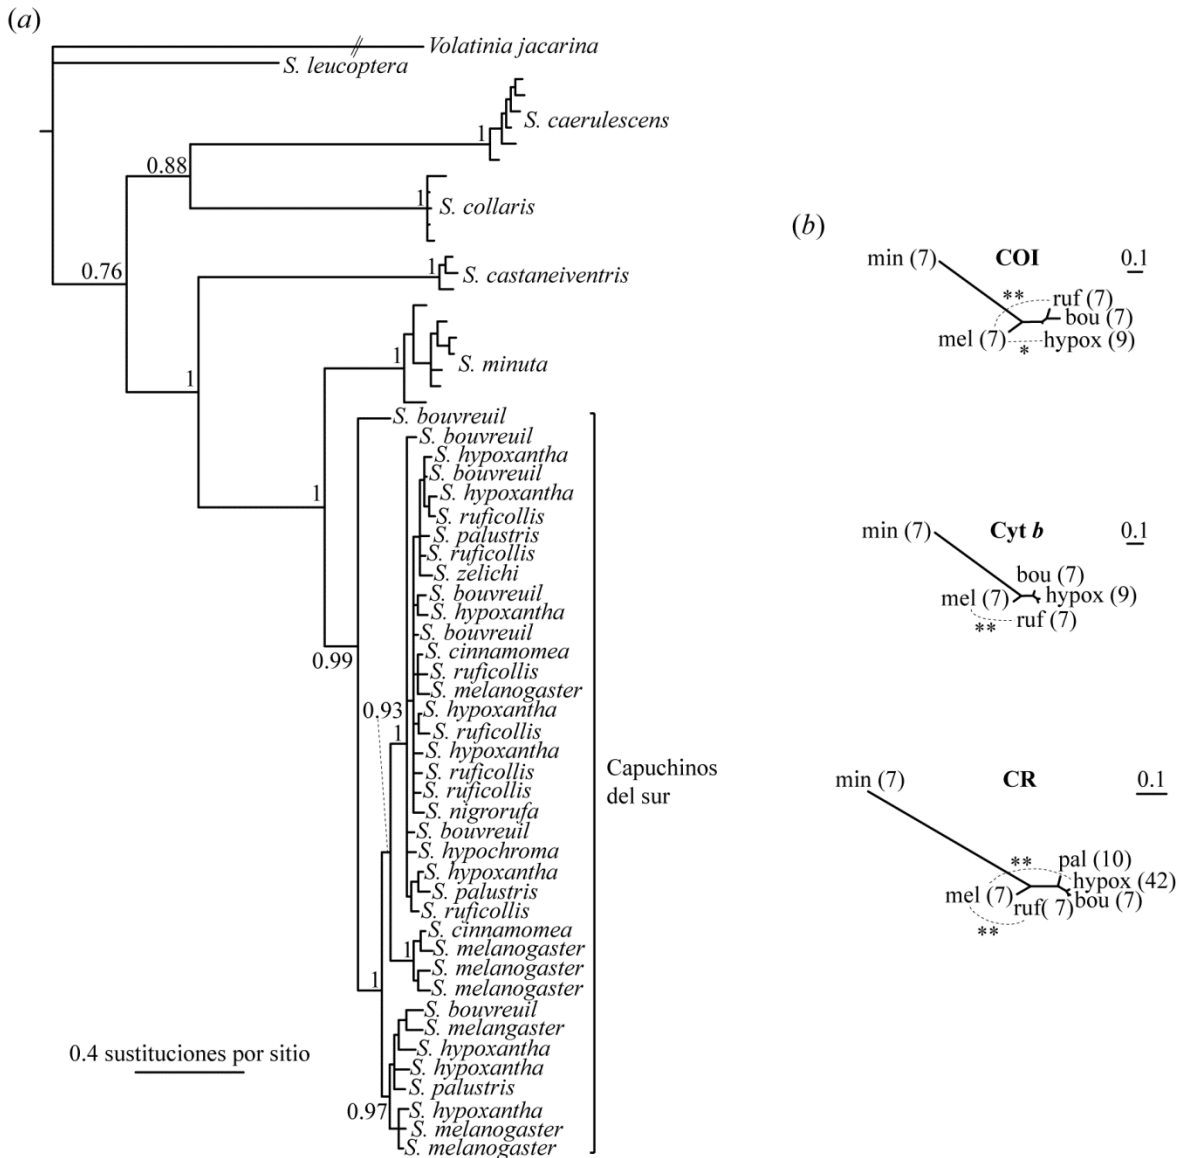 (a)
Volatinia jacarina
S. leucoptera
S. caerulescens
1
0.88
1
S. collaris
0.76
1
S. castaneiventris
1
1
S. minuta
1
S. bouvreuil
S. bouvreuil
S. hypoxantha
S. bouvreuil
S. hypoxantha
S. ruficollis
S. palustris
S. ruficollis
S. zelichi
S. bouvreuil
S. hypoxantha
S. bouvreuil
0.99
S. cinnamomea
S. ruficollis
S. melanogaster
0.93
S. hypoxantha
1
S. ruficollis
S. hypoxantha
S. ruficollis
S. ruficollis
S. nigrorufa
S. bouvreuil
S. hypochroma
S. hypoxantha
S. palustris
S. ruficollis
S. cinnamomea
1
S. melanogaster
S. melanogaster
1
S. melanogaster
S. bouvreuil
S. melangaster
S. hypoxantha
S. hypoxantha
S. palustris
0.97
S. hypoxantha
S. melanogaster
S. melanogaster
Capuchinos
del sur
0.4 sustituciones por sitio
(b)
min (7)
COI
0.1
**
ruf (7)
bou (7)
mel (7)
*
hypox (9)
min (7)
Cyt b
0.1
bou (7)
mel (7)
hypox (9)
**
ruf (7)
min (7)
CR
0.1
**
pal (10)
hypox (42)
mel (7)
bou (7)
ruf( 7)
**